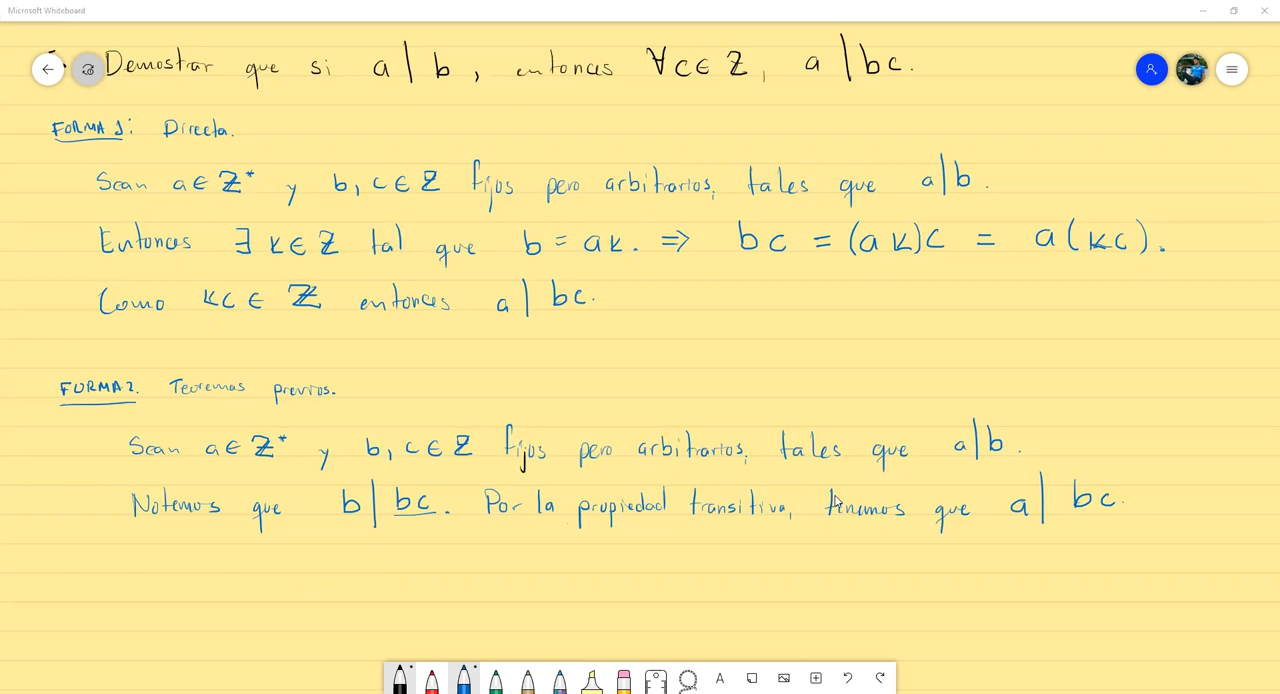 Microsoft Whiteboard
Demostrar que si a | b, entonces ∀c∈ℤ, a | bc.
FORMA 1: Directa.
Sean a∈ℤ* y b, c∈ℤ fijos pero arbitrarios, tales que a|b.
Entonces ∃ k∈ℤ tal que b = ak. ⇒ bc = (ak)c = a(kc).
Como kc∈ ℤ entonces a | bc.
FORMA 2. Teoremas previos.
Sean a∈ℤ* y b, c∈ℤ fijos pero arbitrarios, tales que a|b.
Notemos que b | bc. Por la propiedad transitiva, tenemos que a | bc.
A